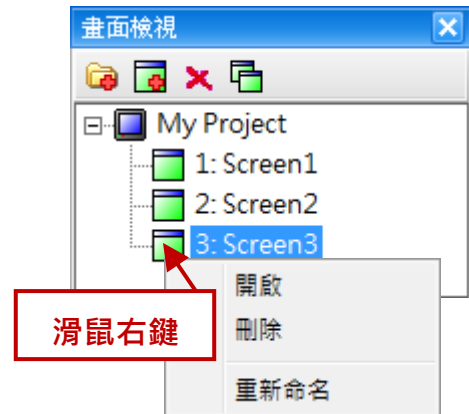 畫面檢視
My Project
1: Screen1
2: Screen2
3: Screen3
開啟
滑鼠右鍵
刪除
重新命名